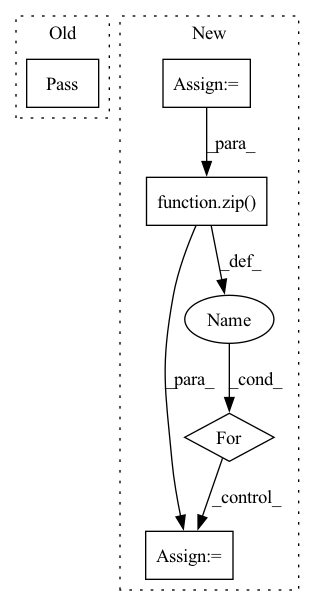 Old
New
Pass
Assign:=
_para_
function.zip()
_def_
Name
_para_
_cond_
For
_control_
Assign:=